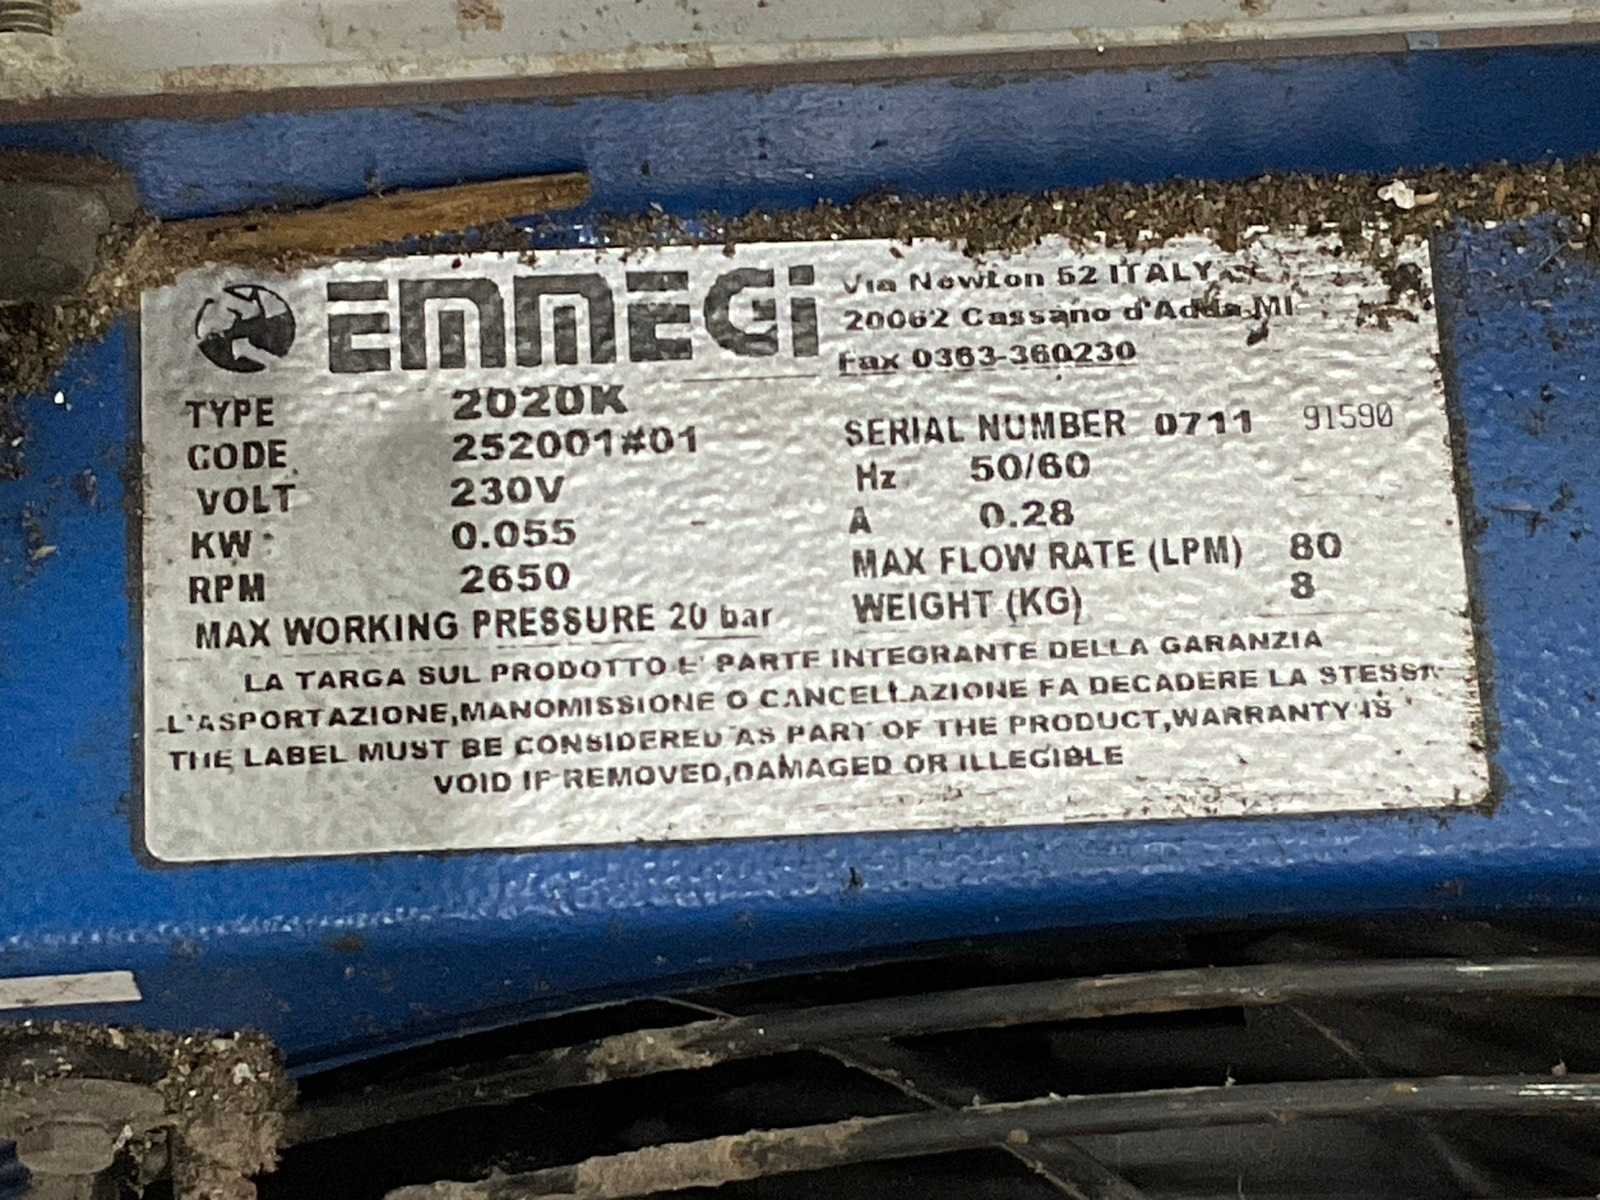 EMMEGI
Via Newton 52 ITALY
20062 Cassano d'Adda MI
Fax 0363-360230
TYPE 2020K
CODE 252001#01 SERIAL NUMBER 0711 91590
VOLT 230V Hz 50/60
KW 0.055 A 0.28
RPM 2650 MAX FLOW RATE (LPM) 80
MAX WORKING PRESSURE 20 bar WEIGHT (KG) 8
LA TARGA SUL PRODOTTO E' PARTE INTEGRANTE DELLA GARANZIA
L'ASPORTAZIONE,MANOMISSIONE O CANCELLAZIONE FA DECADERE LA STESSA
THE LABEL MUST BE CONSIDERED AS PART OF THE PRODUCT,WARRANTY IS
VOID IF REMOVED,DAMAGED OR ILLEGIBLE